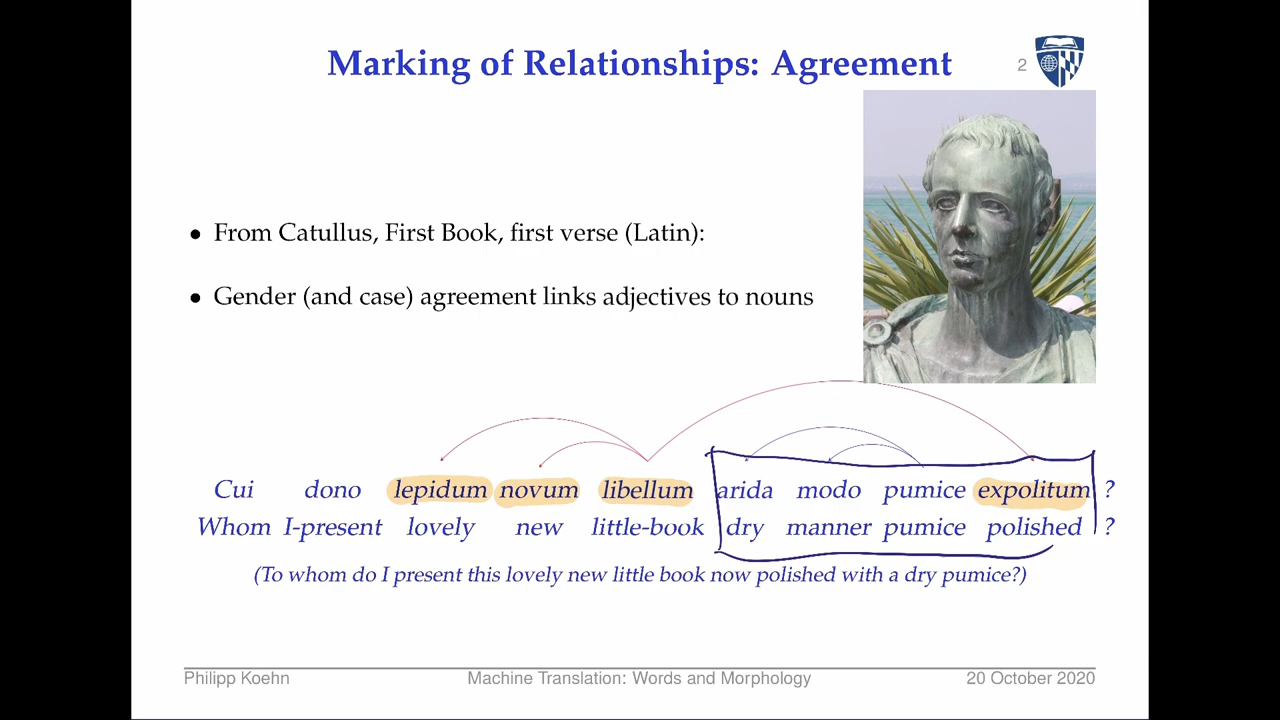 Marking of Relationships: Agreement
2
• From Catullus, First Book, first verse (Latin):
• Gender (and case) agreement links adjectives to nouns
Cui dono lepidum novum libellum arida modo pumice expolitum ?
Whom I-present lovely new little-book dry manner pumice polished ?
(To whom do I present this lovely new little book now polished with a dry pumice?)
Philipp Koehn Machine Translation: Words and Morphology 20 October 2020